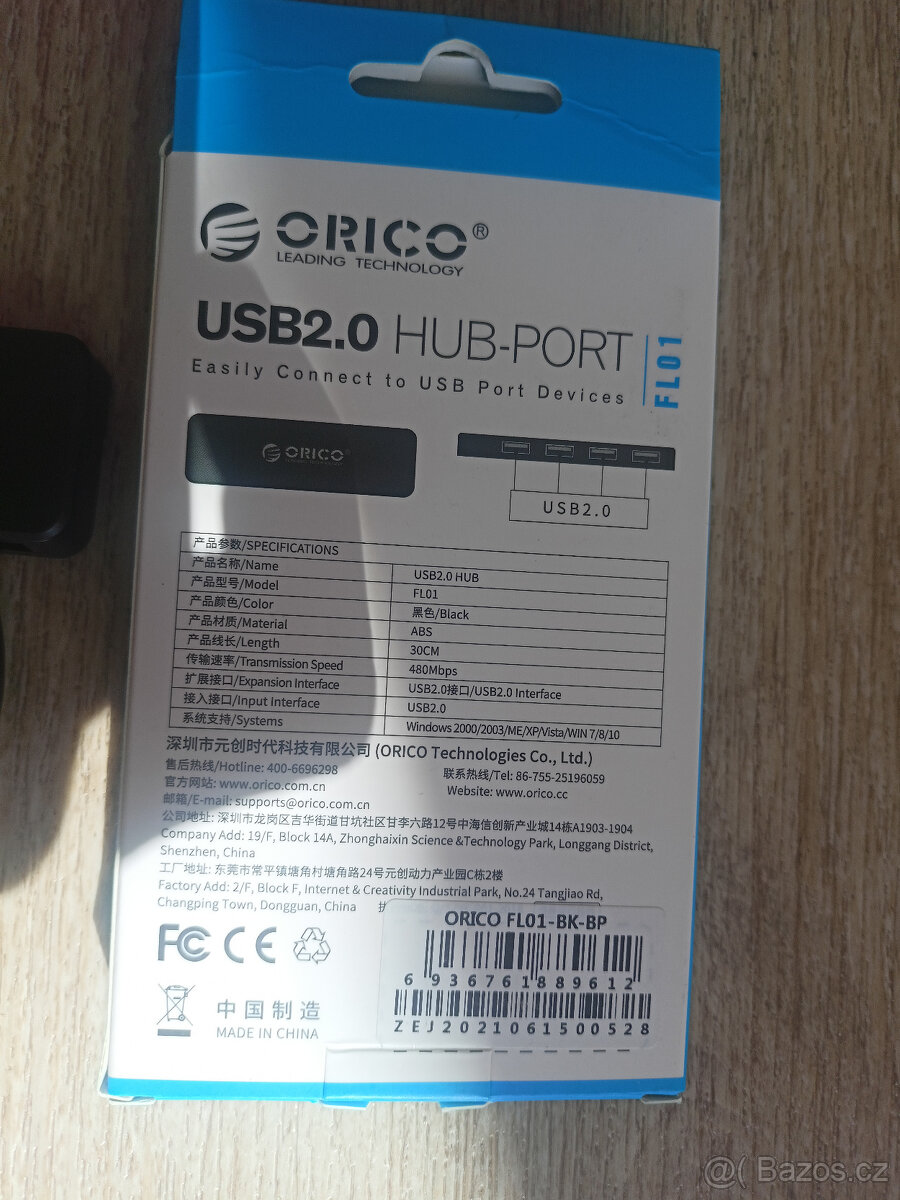 ORICO®
LEADING TECHNOLOGY
USB2.0 HUB-PORT
FL01
Easily Connect to USB Port Devices
ORICO
USB2.0
产品参数/SPECIFICATIONS
产品名称/Name USB2.0 HUB
产品型号/Model FL01
产品颜色/Color 黑色/Black
产品材质/Material ABS
产品线长/Length 30CM
传输速率/Transmission Speed 480Mbps
扩展接口/Expansion Interface USB2.0接口/USB2.0 Interface
接入接口/Input Interface USB2.0
系统支持/Systems Windows 2000/2003/ME/XP/Vista/WIN 7/8/10
深圳市元创时代科技有限公司 (ORICO Technologies Co., Ltd.)
售后热线/Hotline: 400-6696298 联系热线/Tel: 86-755-25196059
官方网站: www.orico.com.cn Website: www.orico.cc
邮箱/E-mail: supports@orico.com.cn
公司地址: 深圳市龙岗区吉华街道甘坑社区甘李六路12号中海信创新产业城14栋A1903-1904
Company Add: 19/F, Block 14A, Zhonghaixin Science &Technology Park, Longgang District,
Shenzhen, China
工厂地址: 东莞市常平镇塘角村塘角路24号元创动力产业园C栋2楼
Factory Add: 2/F, Block F, Internet & Creativity Industrial Park, No.24 Tangjiao Rd,
Changping Town, Dongguan, China
FC CE
ORICO FL01-BK-BP
6936761889612
ZEJ2021061500528
中国制造
MADE IN CHINA
@( Bazos.cz